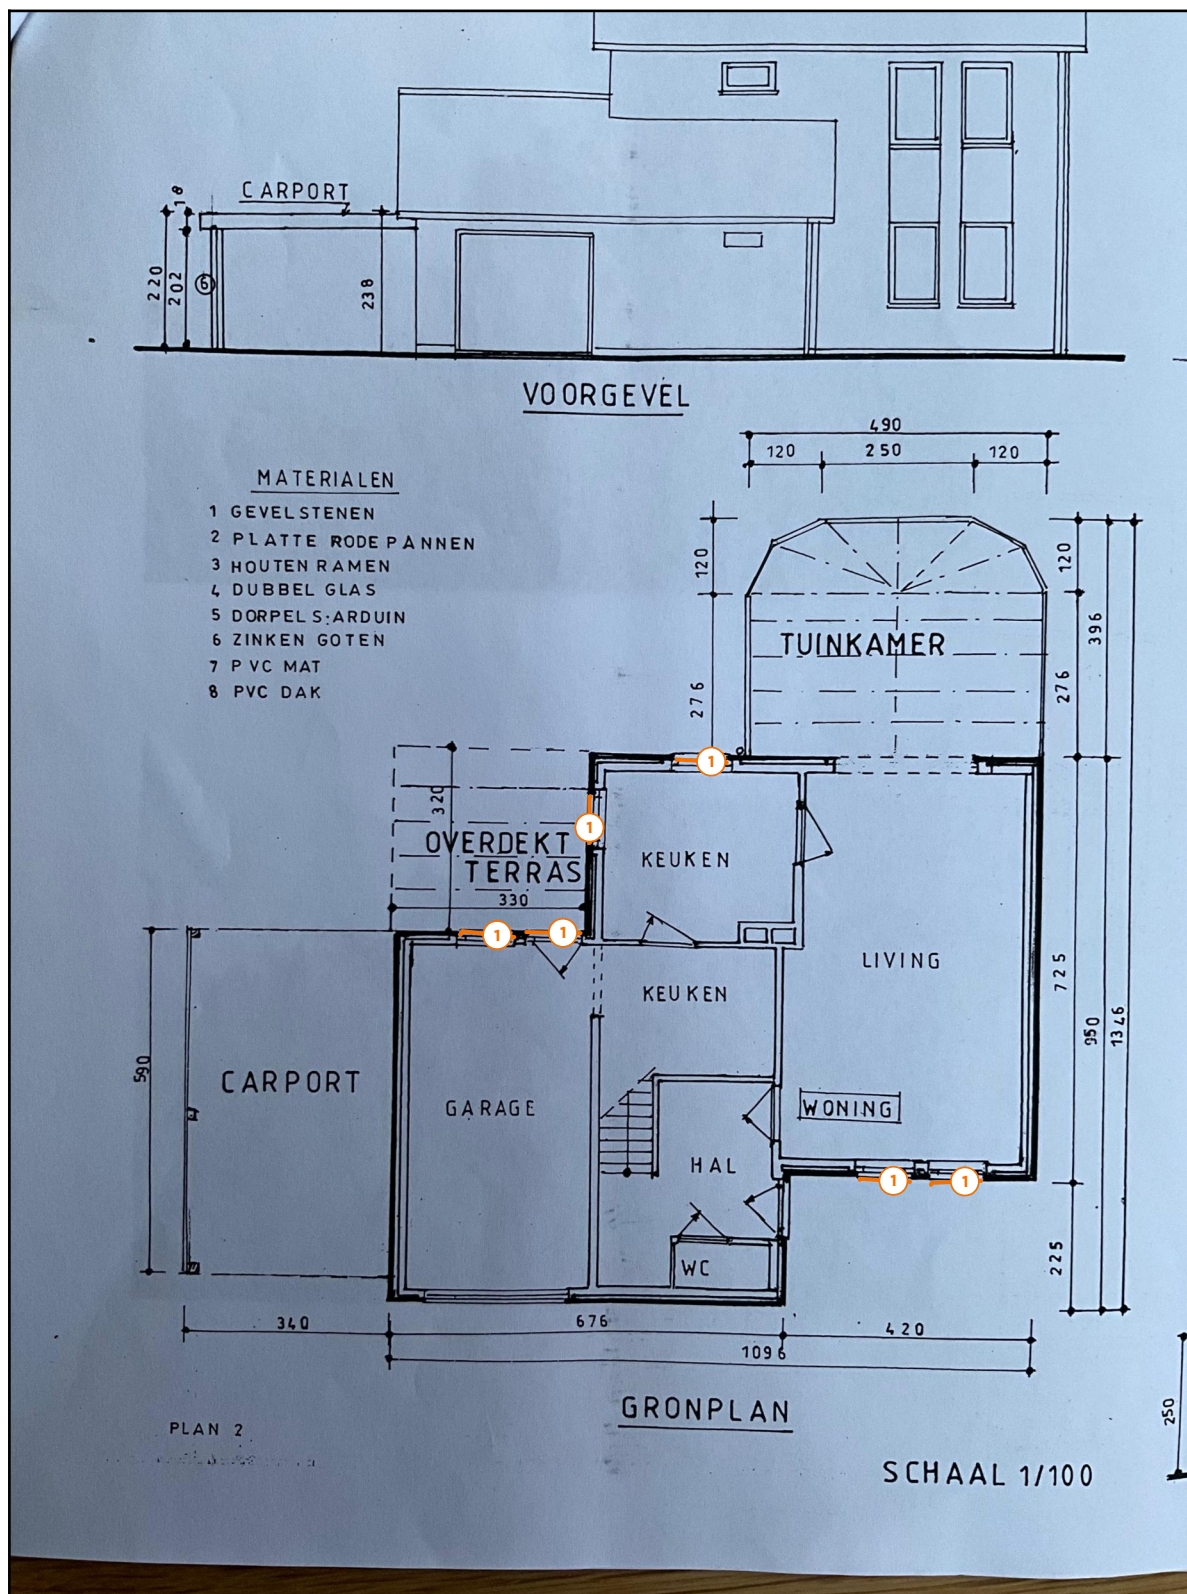 CARPORT
18
220
202
6
238
VOORGEVEL
490
120 250 120
MATERIALEN
1 GEVELSTENEN
2 PLATTE RODE PANNEN
3 HOUTEN RAMEN
4 DUBBEL GLAS
5 DORPELS:ARDUIN
6 ZINKEN GOTEN
7 PVC MAT
8 PVC DAK
120
120
TUINKAMER
396
276
276
1
320
1
OVERDEKT
TERRAS
KEUKEN
330
1
1
LIVING
725
KEUKEN
950
1346
590
CARPORT
GARAGE
WONING
HAL
1
1
WC
225
340
676
420
1096
GRONPLAN
250
PLAN 2
SCHAAL 1/100